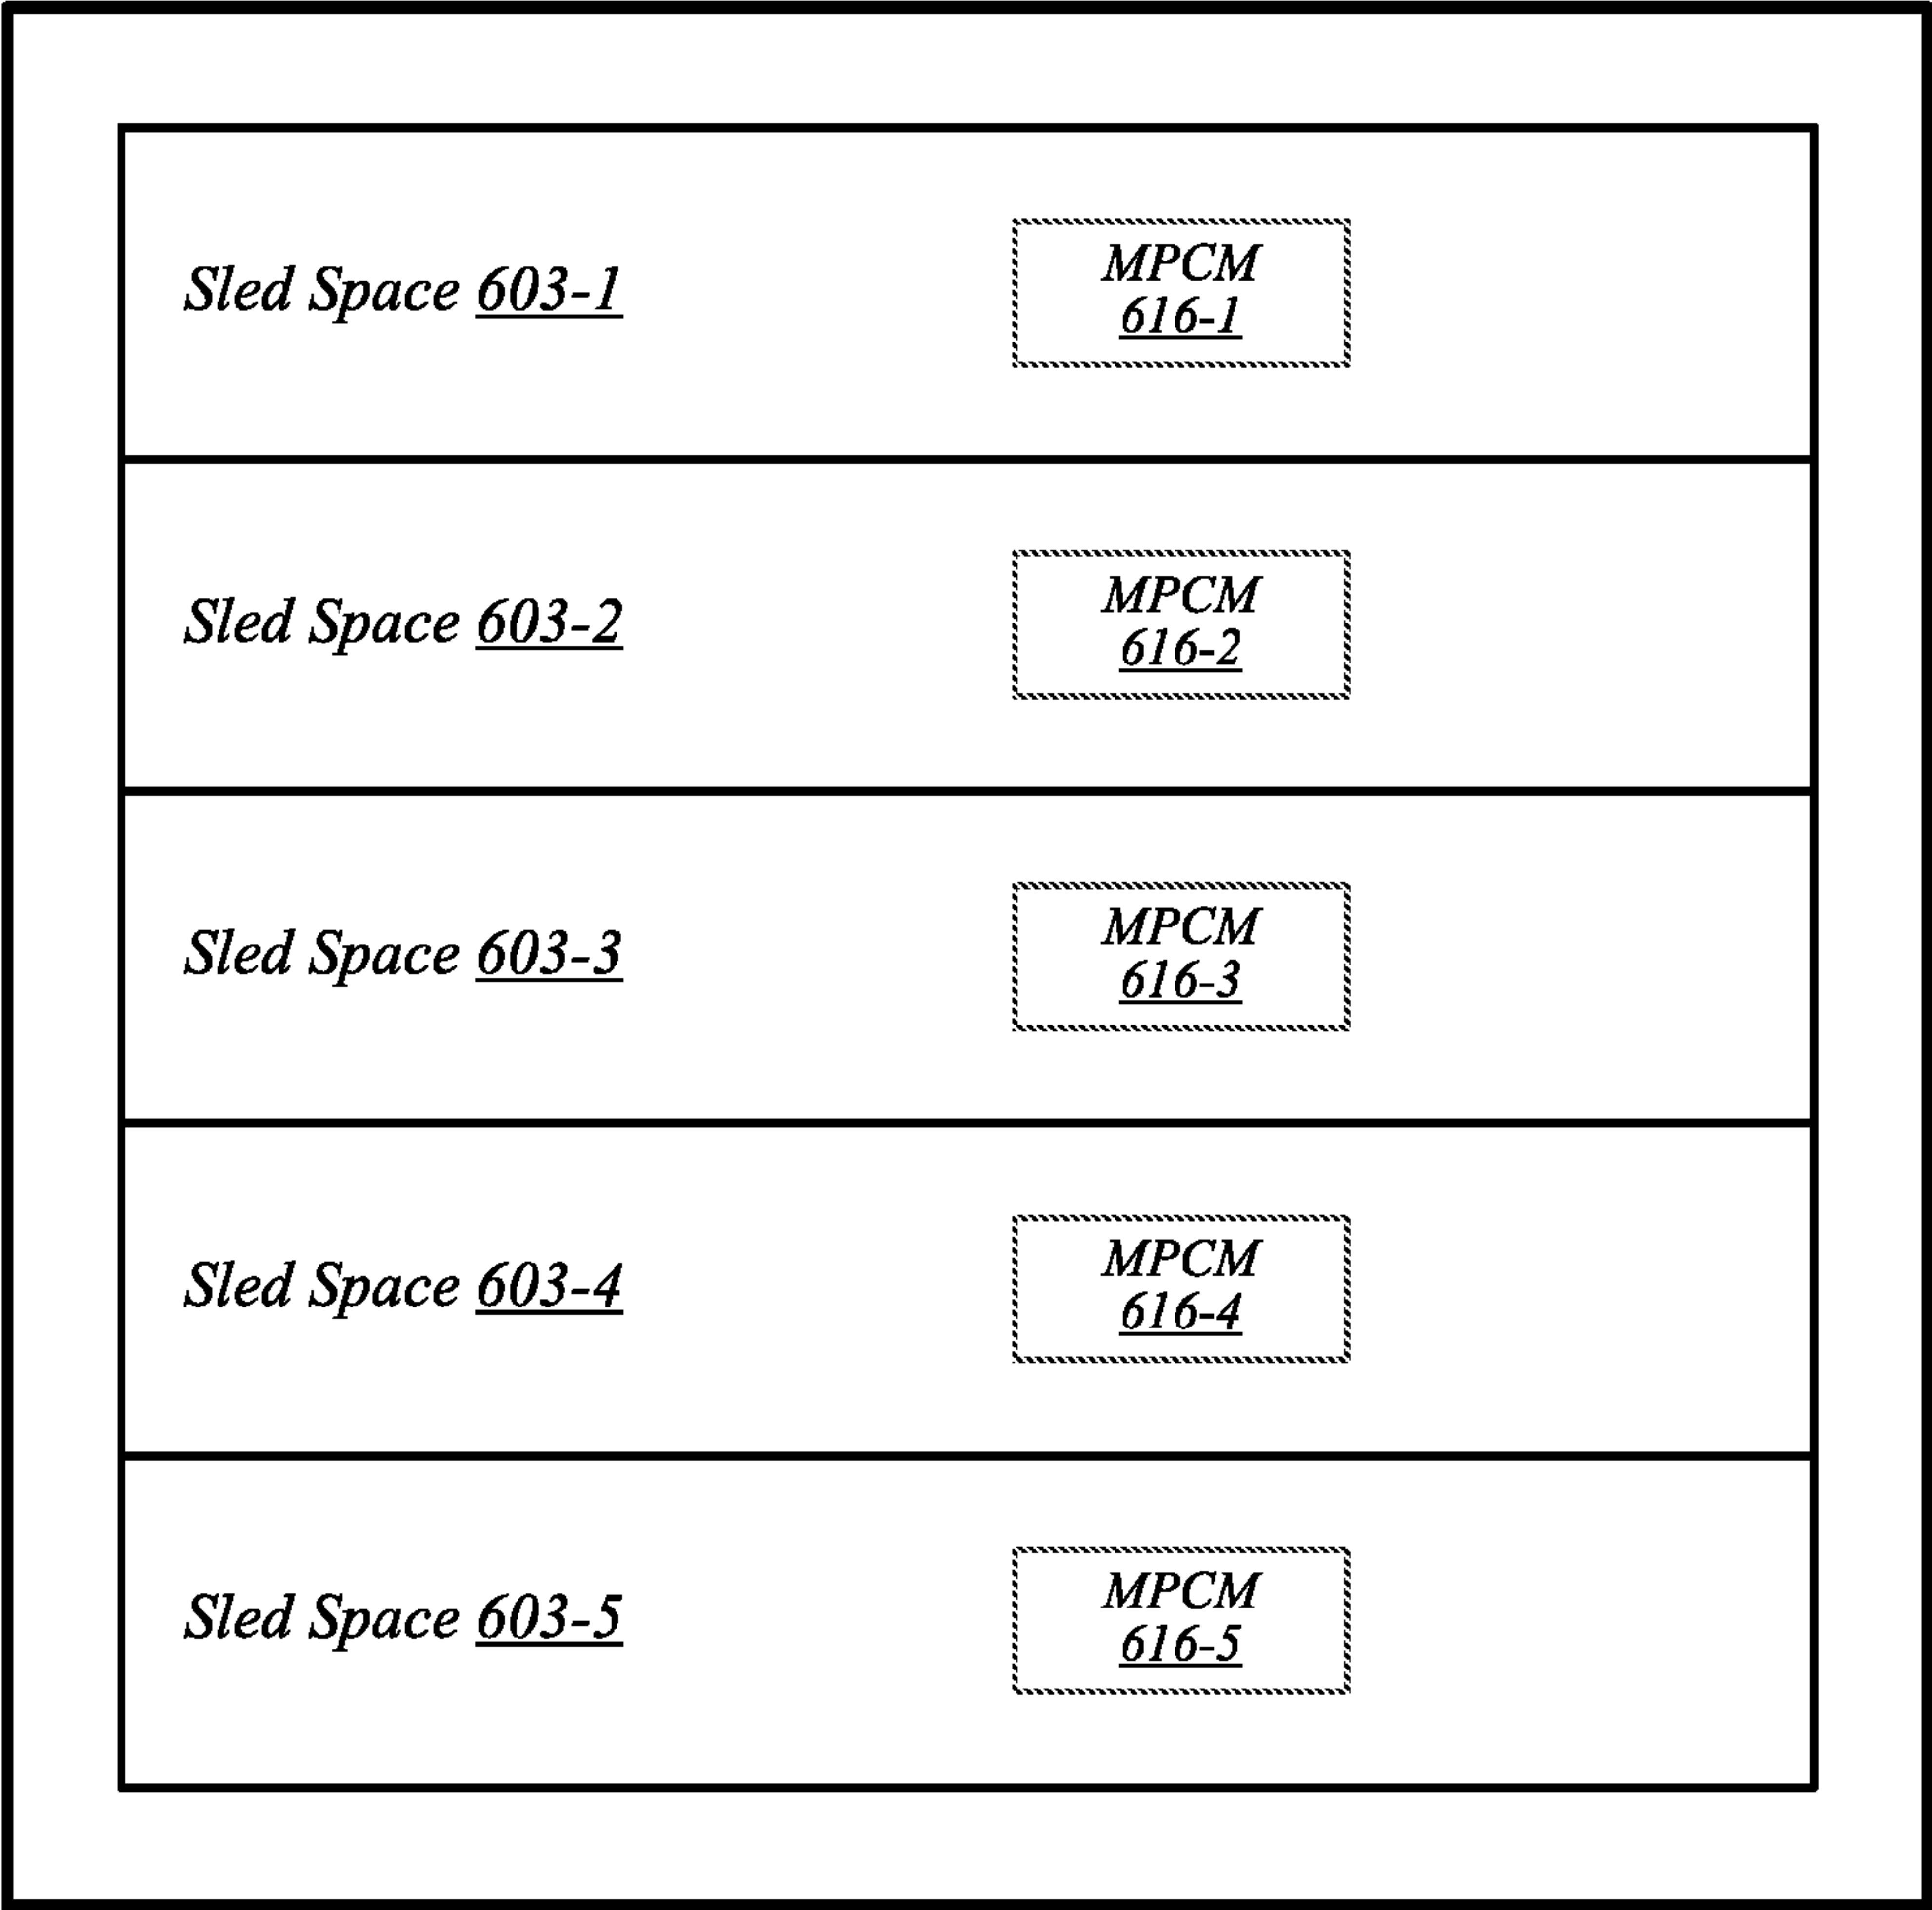 Sled Space 603-1
MPCM
616-1
Sled Space 603-2
MPCM
616-2
Sled Space 603-3
MPCM
616-3
Sled Space 603-4
MPCM
616-4
Sled Space 603-5
MPCM
616-5